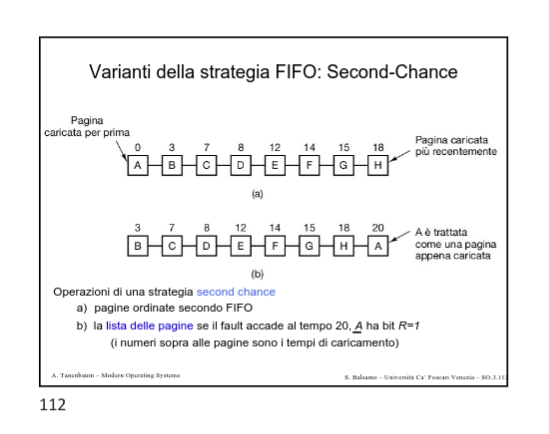 Varianti della strategia FIFO: Second-Chance
Pagina
caricata per prima
0 3 7 8 12 14 15 18
A B C D E F G H
Pagina caricata
più recentemente
(a)
3 7 8 12 14 15 18 20
B C D E F G H A
A è trattata
come una pagina
appena caricata
(b)
Operazioni di una strategia second chance
a) pagine ordinate secondo FIFO
b) la lista delle pagine se il fault accade al tempo 20, A ha bit R=1
(i numeri sopra alle pagine sono i tempi di caricamento)
A. Tanenbaum – Modern Operating Systems
S. Balsamo – Università Ca' Foscari Venezia – SO.3.112
112